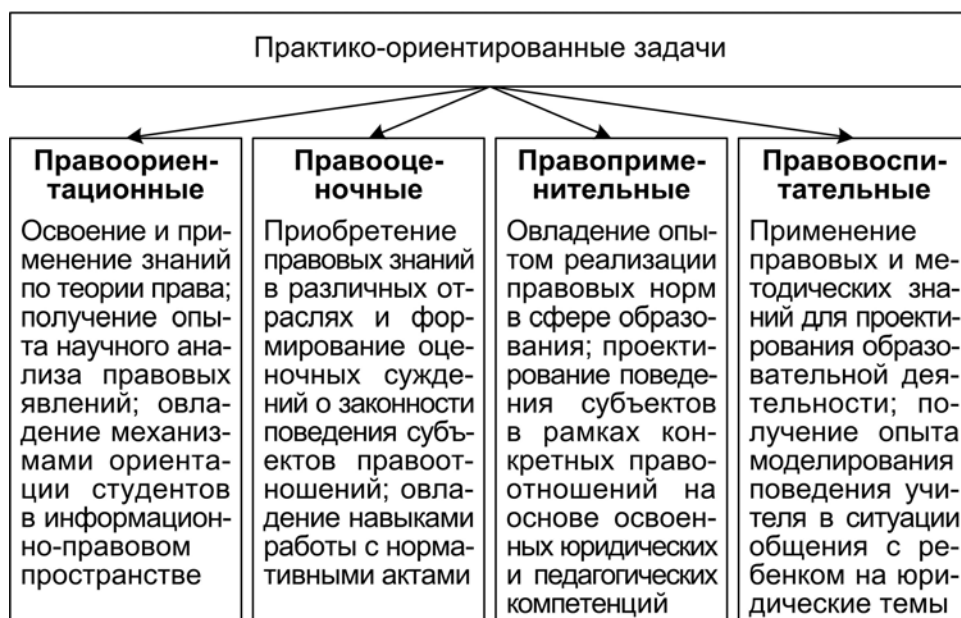 Практико-ориентированные задачи
Правоориен-
тационные
Освоение и при-
менение знаний
по теории права;
получение опы-
та научного ана-
лиза правовых
явлений; овла-
дение механиз-
мами ориента-
ции студентов
в информацион-
но-правовом
пространстве
Правооце-
ночные
Приобретение
правовых знаний
в различных от-
раслях и фор-
мирование оце-
ночных сужде-
ний о законности
поведения субъ-
ектов правоот-
ношений; овла-
дение навыками
работы с норма-
тивными актами
Правоприме-
нительные
Овладение опы-
том реализации
правовых норм
в сфере образо-
вания; проекти-
рование поведе-
ния субъектов
в рамках кон-
кретных право-
отношений на
основе освоен-
ных юридических
и педагогических
компетенций
Правовоспи-
тательные
Применение
правовых и ме-
тодических зна-
ний для проекти-
рования образо-
вательной дея-
тельности; по-
лучение опыта
моделирования
поведения учи-
теля в ситуации
общения с ре-
бенком на юри-
дические темы